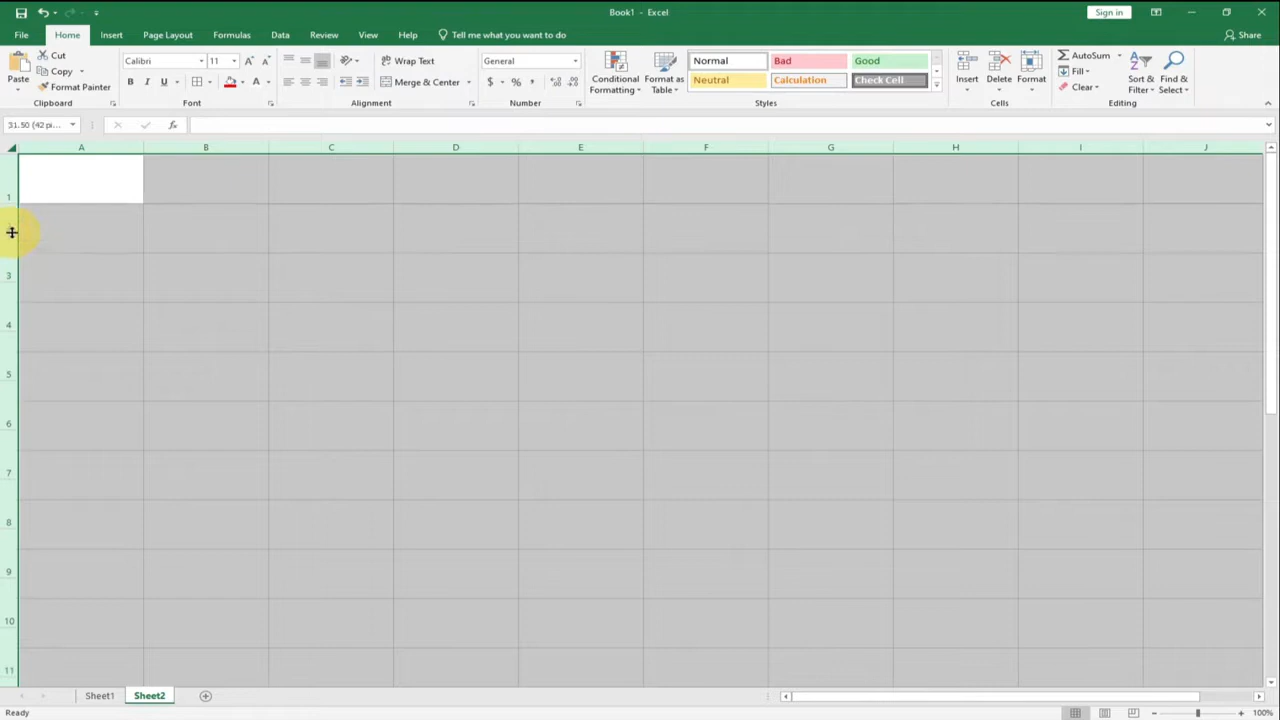 Book1 - Excel
Sign in
File Home Insert Page Layout Formulas Data Review View Help Tell me what you want to do Share
Cut
Copy
Format Painter
Paste
Clipboard
Calibri 11
B I U
Font
Wrap Text
Merge & Center
Alignment
General
$ % ,
Number
Conditional Formatting
Format as Table
Normal Bad Good
Neutral Calculation Check Cell
Styles
Insert Delete Format
Cells
AutoSum
Fill
Clear
Sort & Filter
Find & Select
Editing
31.50 (42 pi...
fx
A B C D E F G H I J
1
3
4
5
6
7
8
9
10
11
Sheet1 Sheet2
Ready
100%